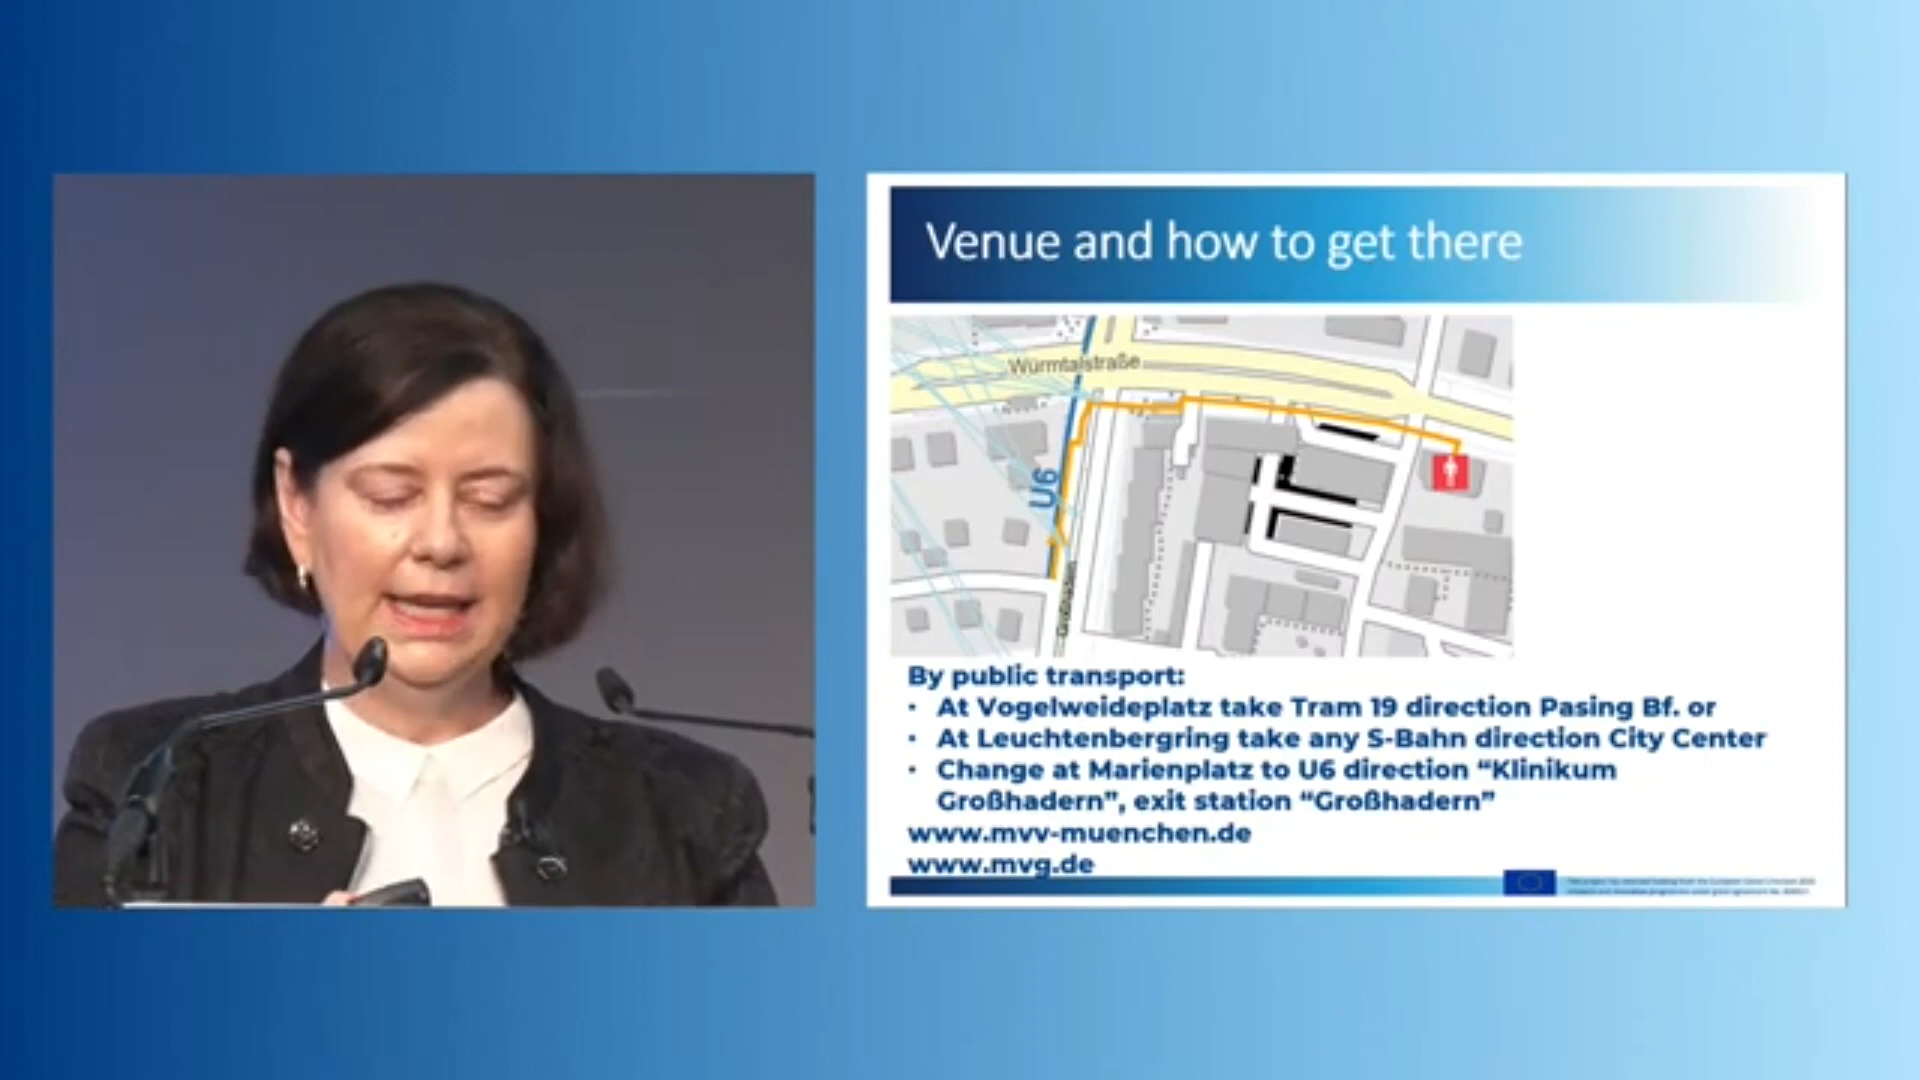 Venue and how to get there
Würmtalstraße
U6
Großhadern
By public transport:
• At Vogelweideplatz take Tram 19 direction Pasing Bf. or
• At Leuchtenbergring take any S-Bahn direction City Center
• Change at Marienplatz to U6 direction “Klinikum
Großhadern”, exit station “Großhadern”
www.mvv-muenchen.de
www.mvg.de